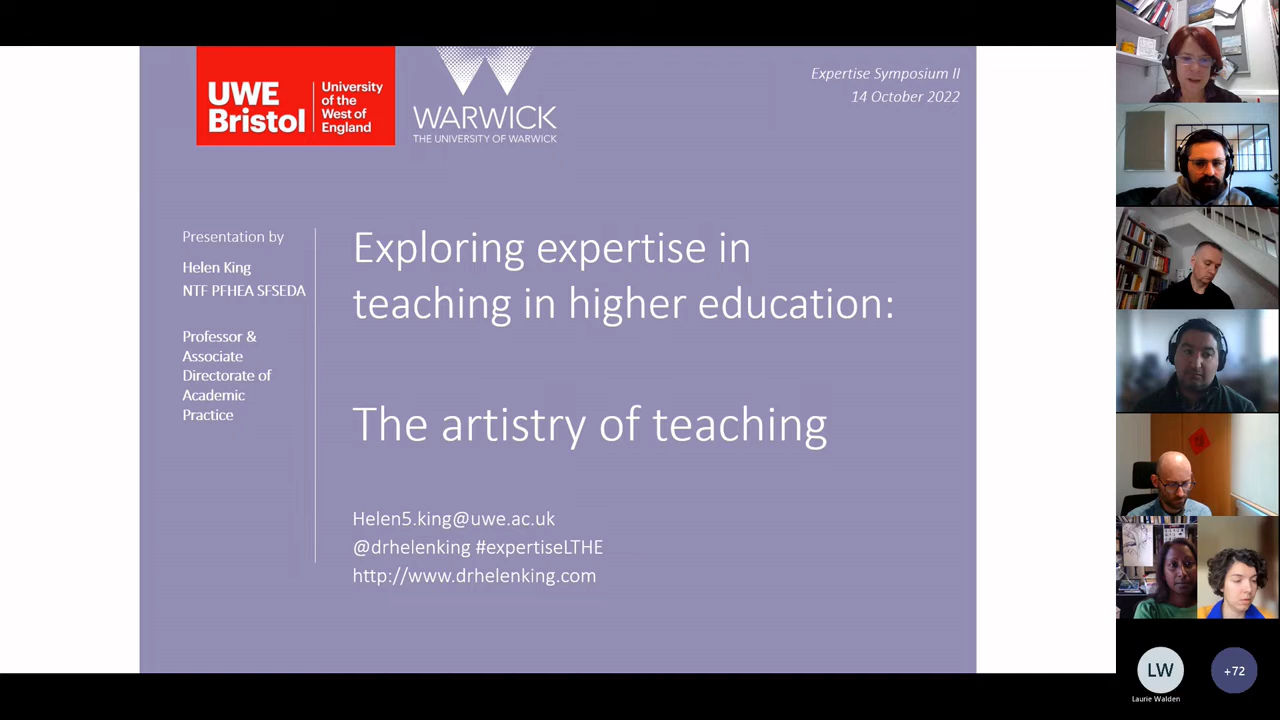 UWE
Bristol
University
of the
West of
England
WARWICK
THE UNIVERSITY OF WARWICK
Expertise Symposium II
14 October 2022
Presentation by
Helen King
NTF PFHEA SFSEDA
Professor &
Associate
Directorate of
Academic
Practice
Exploring expertise in
teaching in higher education:
The artistry of teaching
Helen5.king@uwe.ac.uk
@drhelenking #expertiseLTHE
http://www.drhelenking.com
LW
Laurie Walden
+72